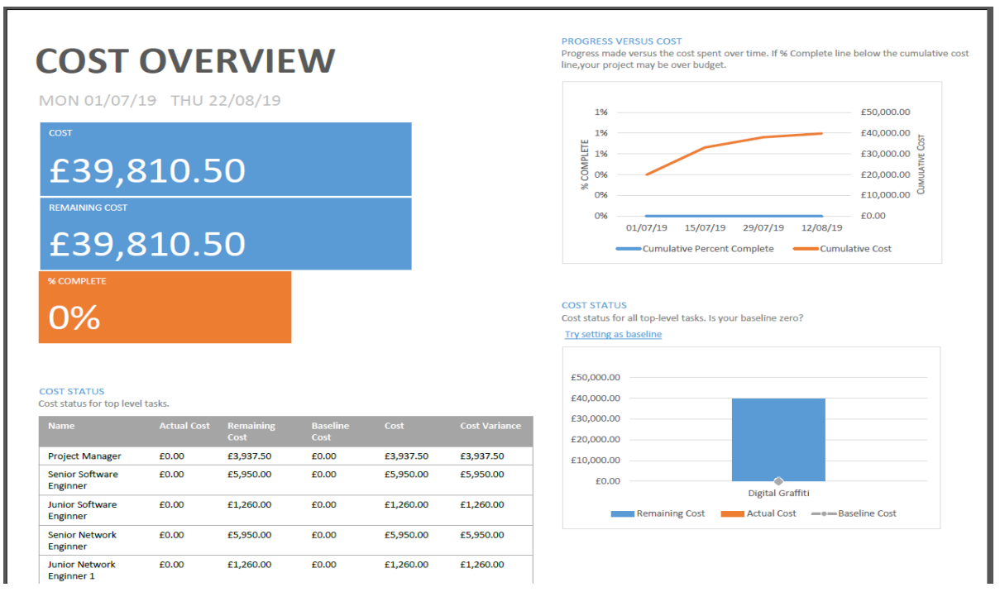 COST OVERVIEW
MON 01/07/19 THU 22/08/19
COST
£39,810.50
REMAINING COST
£39,810.50
% COMPLETE
0%
COST STATUS
Cost status for top level tasks.
Name Actual Cost Remaining Cost Baseline Cost Cost Cost Variance
Project Manager £0.00 £3,937.50 £0.00 £3,937.50 £3,937.50
Senior Software Enginner £0.00 £5,950.00 £0.00 £5,950.00 £5,950.00
Junior Software Enginner £0.00 £1,260.00 £0.00 £1,260.00 £1,260.00
Senior Network Enginner £0.00 £5,950.00 £0.00 £5,950.00 £5,950.00
Junior Network Enginner 1 £0.00 £1,260.00 £0.00 £1,260.00 £1,260.00
PROGRESS VERSUS COST
Progress made versus the cost spent over time. If % Complete line below the cumulative cost
line,your project may be over budget.
1% £50,000.00
1% £40,000.00
1% £30,000.00
0% £20,000.00
0% £10,000.00
0% £0.00
% COMPLETE
CUMULATIVE COST
01/07/19 15/07/19 29/07/19 12/08/19
Cumulative Percent Complete Cumulative Cost
COST STATUS
Cost status for all top-level tasks. Is your baseline zero?
Try setting as baseline
£50,000.00
£40,000.00
£30,000.00
£20,000.00
£10,000.00
£0.00
Digital Graffiti
Remaining Cost Actual Cost Baseline Cost